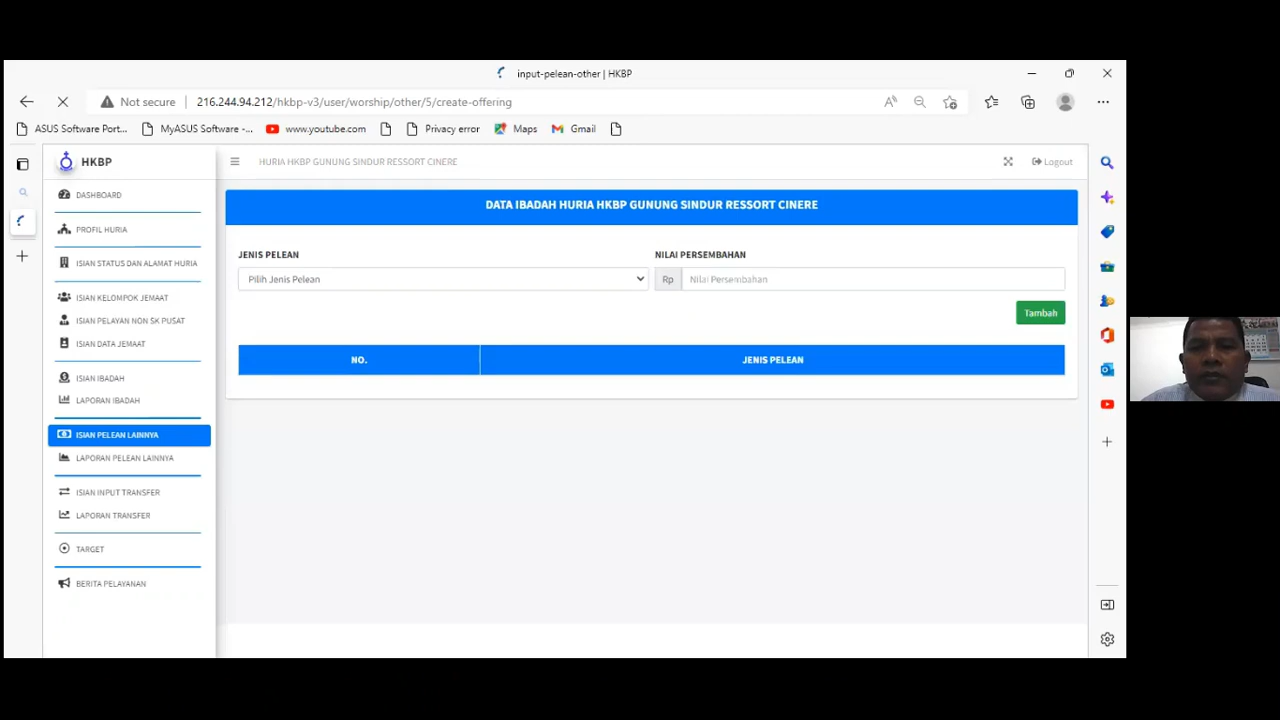 input-pelean-other | HKBP
Not secure
216.244.94.212/hkbp-v3/user/worship/other/5/create-offering
ASUS Software Port...
MyASUS Software -...
www.youtube.com
Privacy error
Maps
Gmail
HKBP
HURIA HKBP GUNUNG SINDUR RESSORT CINERE
Logout
DASHBOARD
PROFIL HURIA
ISIAN STATUS DAN ALAMAT HURIA
ISIAN KELOMPOK JEMAAT
ISIAN PELAYAN NON SK PUSAT
ISIAN DATA JEMAAT
ISIAN IBADAH
LAPORAN IBADAH
ISIAN PELEAN LAINNYA
LAPORAN PELEAN LAINNYA
ISIAN INPUT TRANSFER
LAPORAN TRANSFER
TARGET
BERITA PELAYANAN
DATA IBADAH HURIA HKBP GUNUNG SINDUR RESSORT CINERE
JENIS PELEAN
NILAI PERSEMBAHAN
Pilih Jenis Pelean
Rp
Nilai Persembahan
Tambah
NO.
JENIS PELEAN